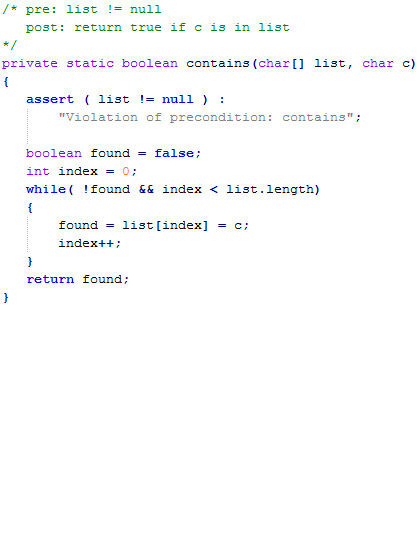 /* pre: list != null
   post: return true if c is in list
*/
private static boolean contains(char[] list, char c)
{
   assert ( list != null ) :
       "Violation of precondition: contains";
   boolean found = false;
   int index = 0;
   while( !found && index < list.length)
   {
       found = list[index] = c;
       index++;
   }
   return found;
}